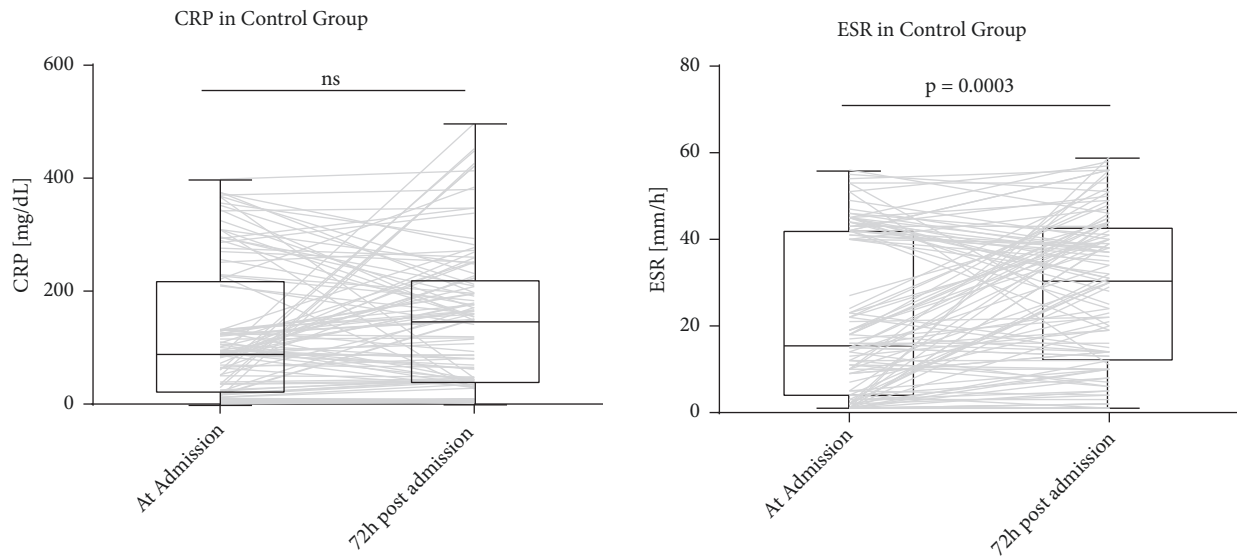 CRP in Control Group
600
400
200
0
CRP [mg/dL]
ns
At Admission
72h post admission
ESR in Control Group
80
60
40
20
0
ESR [mm/h]
p = 0.0003
At Admission
72h post admission